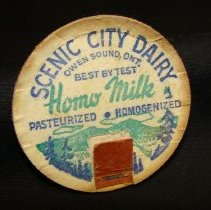 SCENIC CITY DAIRY
OWEN SOUND, ONT.
"BEST BY TEST"
Homo Milk
PASTEURIZED • HOMOGENIZED